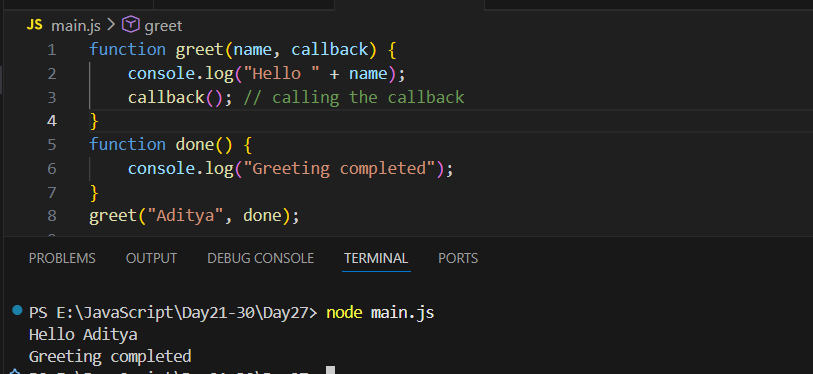 JS main.js > greet
1 function greet(name, callback) {
2 console.log("Hello " + name);
3 callback(); // calling the callback
4 }
5 function done() {
6 console.log("Greeting completed");
7 }
8 greet("Aditya", done);
PROBLEMS OUTPUT DEBUG CONSOLE TERMINAL PORTS
PS E:\JavaScript\Day21-30\Day27> node main.js
Hello Aditya
Greeting completed